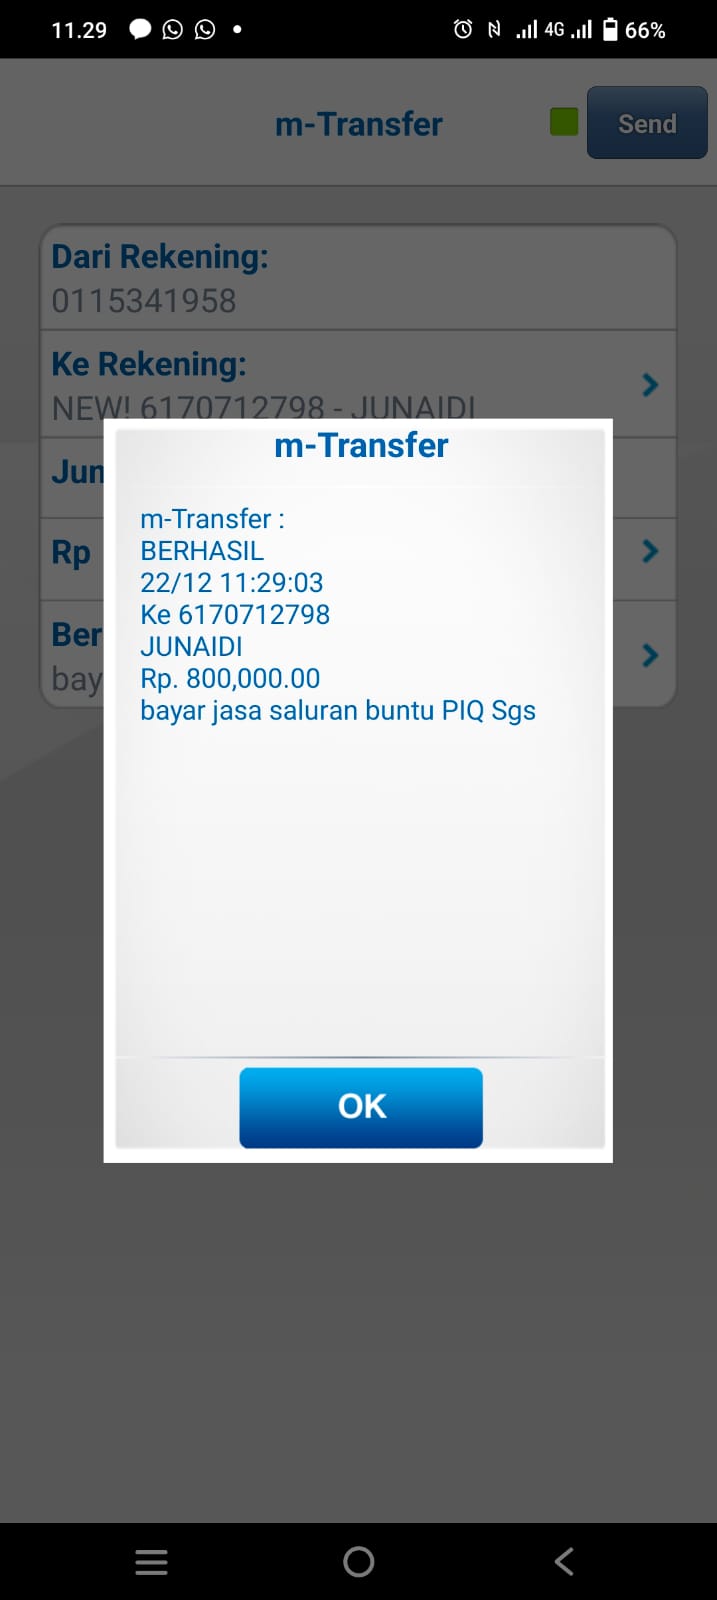 11.29
4G 66%
m-Transfer
Send
Dari Rekening:
0115341958
Ke Rekening:
NEW! 6170712798 - JUNAIDI
Jun
Rp
Ber
bay
m-Transfer
m-Transfer :
BERHASIL
22/12 11:29:03
Ke 6170712798
JUNAIDI
Rp. 800,000.00
bayar jasa saluran buntu PIQ Sgs
OK